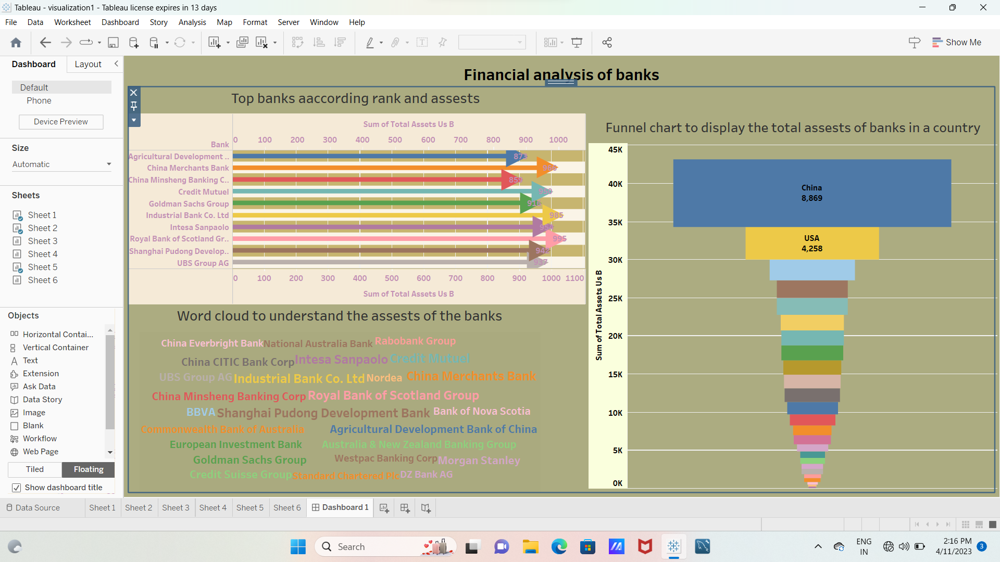 Tableau - visualization1 - Tableau license expires in 13 days
File Data Worksheet Dashboard Story Analysis Map Format Server Window Help
Show Me
Dashboard Layout
Default
Phone
Device Preview
Size
Automatic
Sheets
Sheet 1
Sheet 2
Sheet 3
Sheet 4
Sheet 5
Sheet 6
Objects
Horizontal Contai...
Vertical Container
Text
Extension
Ask Data
Data Story
Image
Blank
Workflow
Web Page
Tiled Floating
Show dashboard title
Financial analysis of banks
Top banks aaccording rank and assests
Sum of Total Assets Us B
0 100 200 300 400 500 600 700 800 900 1000
Bank
Agricultural Development .. 873
China Merchants Bank
China Minsheng Banking C.. 859
Credit Mutuel
Goldman Sachs Group 916
Industrial Bank Co. Ltd 985
Intesa Sanpaolo 954
Royal Bank of Scotland Gr.. 995
Shanghai Pudong Develop.. 942
UBS Group AG 937
0 100 200 300 400 500 600 700 800 900 1000 1100
Sum of Total Assets Us B
Word cloud to understand the assests of the banks
China Everbright Bank National Australia Bank Rabobank Group
China CITIC Bank Corp Intesa Sanpaolo Credit Mutuel
UBS Group AG Industrial Bank Co. Ltd Nordea China Merchants Bank
China Minsheng Banking Corp Royal Bank of Scotland Group
BBVA Shanghai Pudong Development Bank Bank of Nova Scotia
Commonwealth Bank of Australia Agricultural Development Bank of China
European Investment Bank Australia & New Zealand Banking Group
Goldman Sachs Group Westpac Banking Corp Morgan Stanley
Credit Suisse Group Standard Chartered Plc DZ Bank AG
Funnel chart to display the total assests of banks in a country
Sum of Total Assets Us B
45K
40K
35K
30K
25K
20K
15K
10K
5K
0K
China
8,869
USA
4,258
Data Source Sheet 1 Sheet 2 Sheet 3 Sheet 4 Sheet 5 Sheet 6 Dashboard 1
Search
ENG
IN
2:16 PM
4/11/2023
3